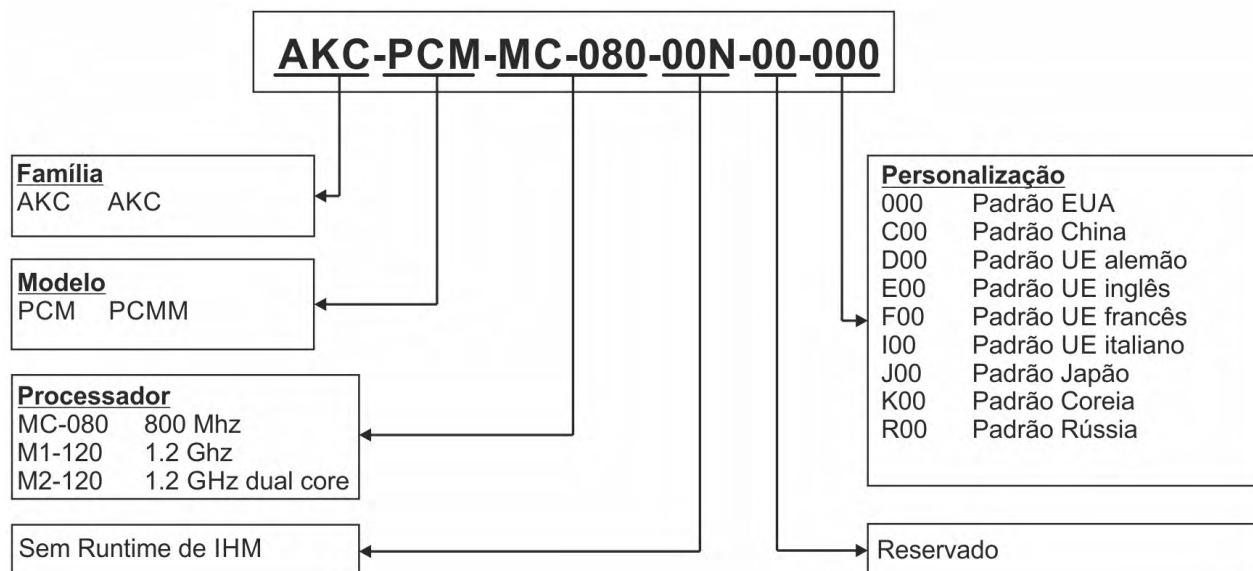 AKC-PCM-MC-080-00N-00-000
Família
AKC AKC
Modelo
PCM PCMM
Processador
MC-080 800 Mhz
M1-120 1.2 Ghz
M2-120 1.2 GHz dual core
Sem Runtime de IHM
Personalização
000 Padrão EUA
C00 Padrão China
D00 Padrão UE alemão
E00 Padrão UE inglês
F00 Padrão UE francês
I00 Padrão UE italiano
J00 Padrão Japão
K00 Padrão Coreia
R00 Padrão Rússia
Reservado